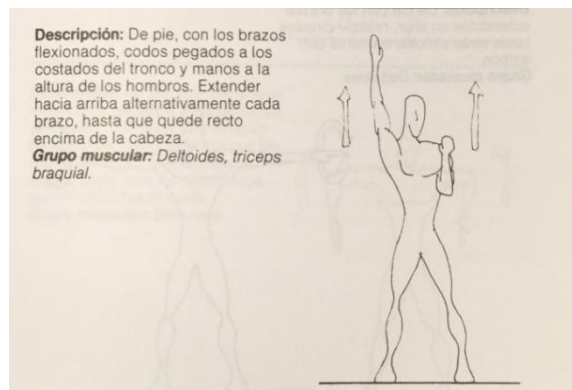 Descripción: De pie, con los brazos
flexionados, codos pegados a los
costados del tronco y manos a la
altura de los hombros. Extender
hacia arriba alternativamente cada
brazo, hasta que quede recto
encima de la cabeza.
Grupo muscular: Deltoides, triceps
braquial.